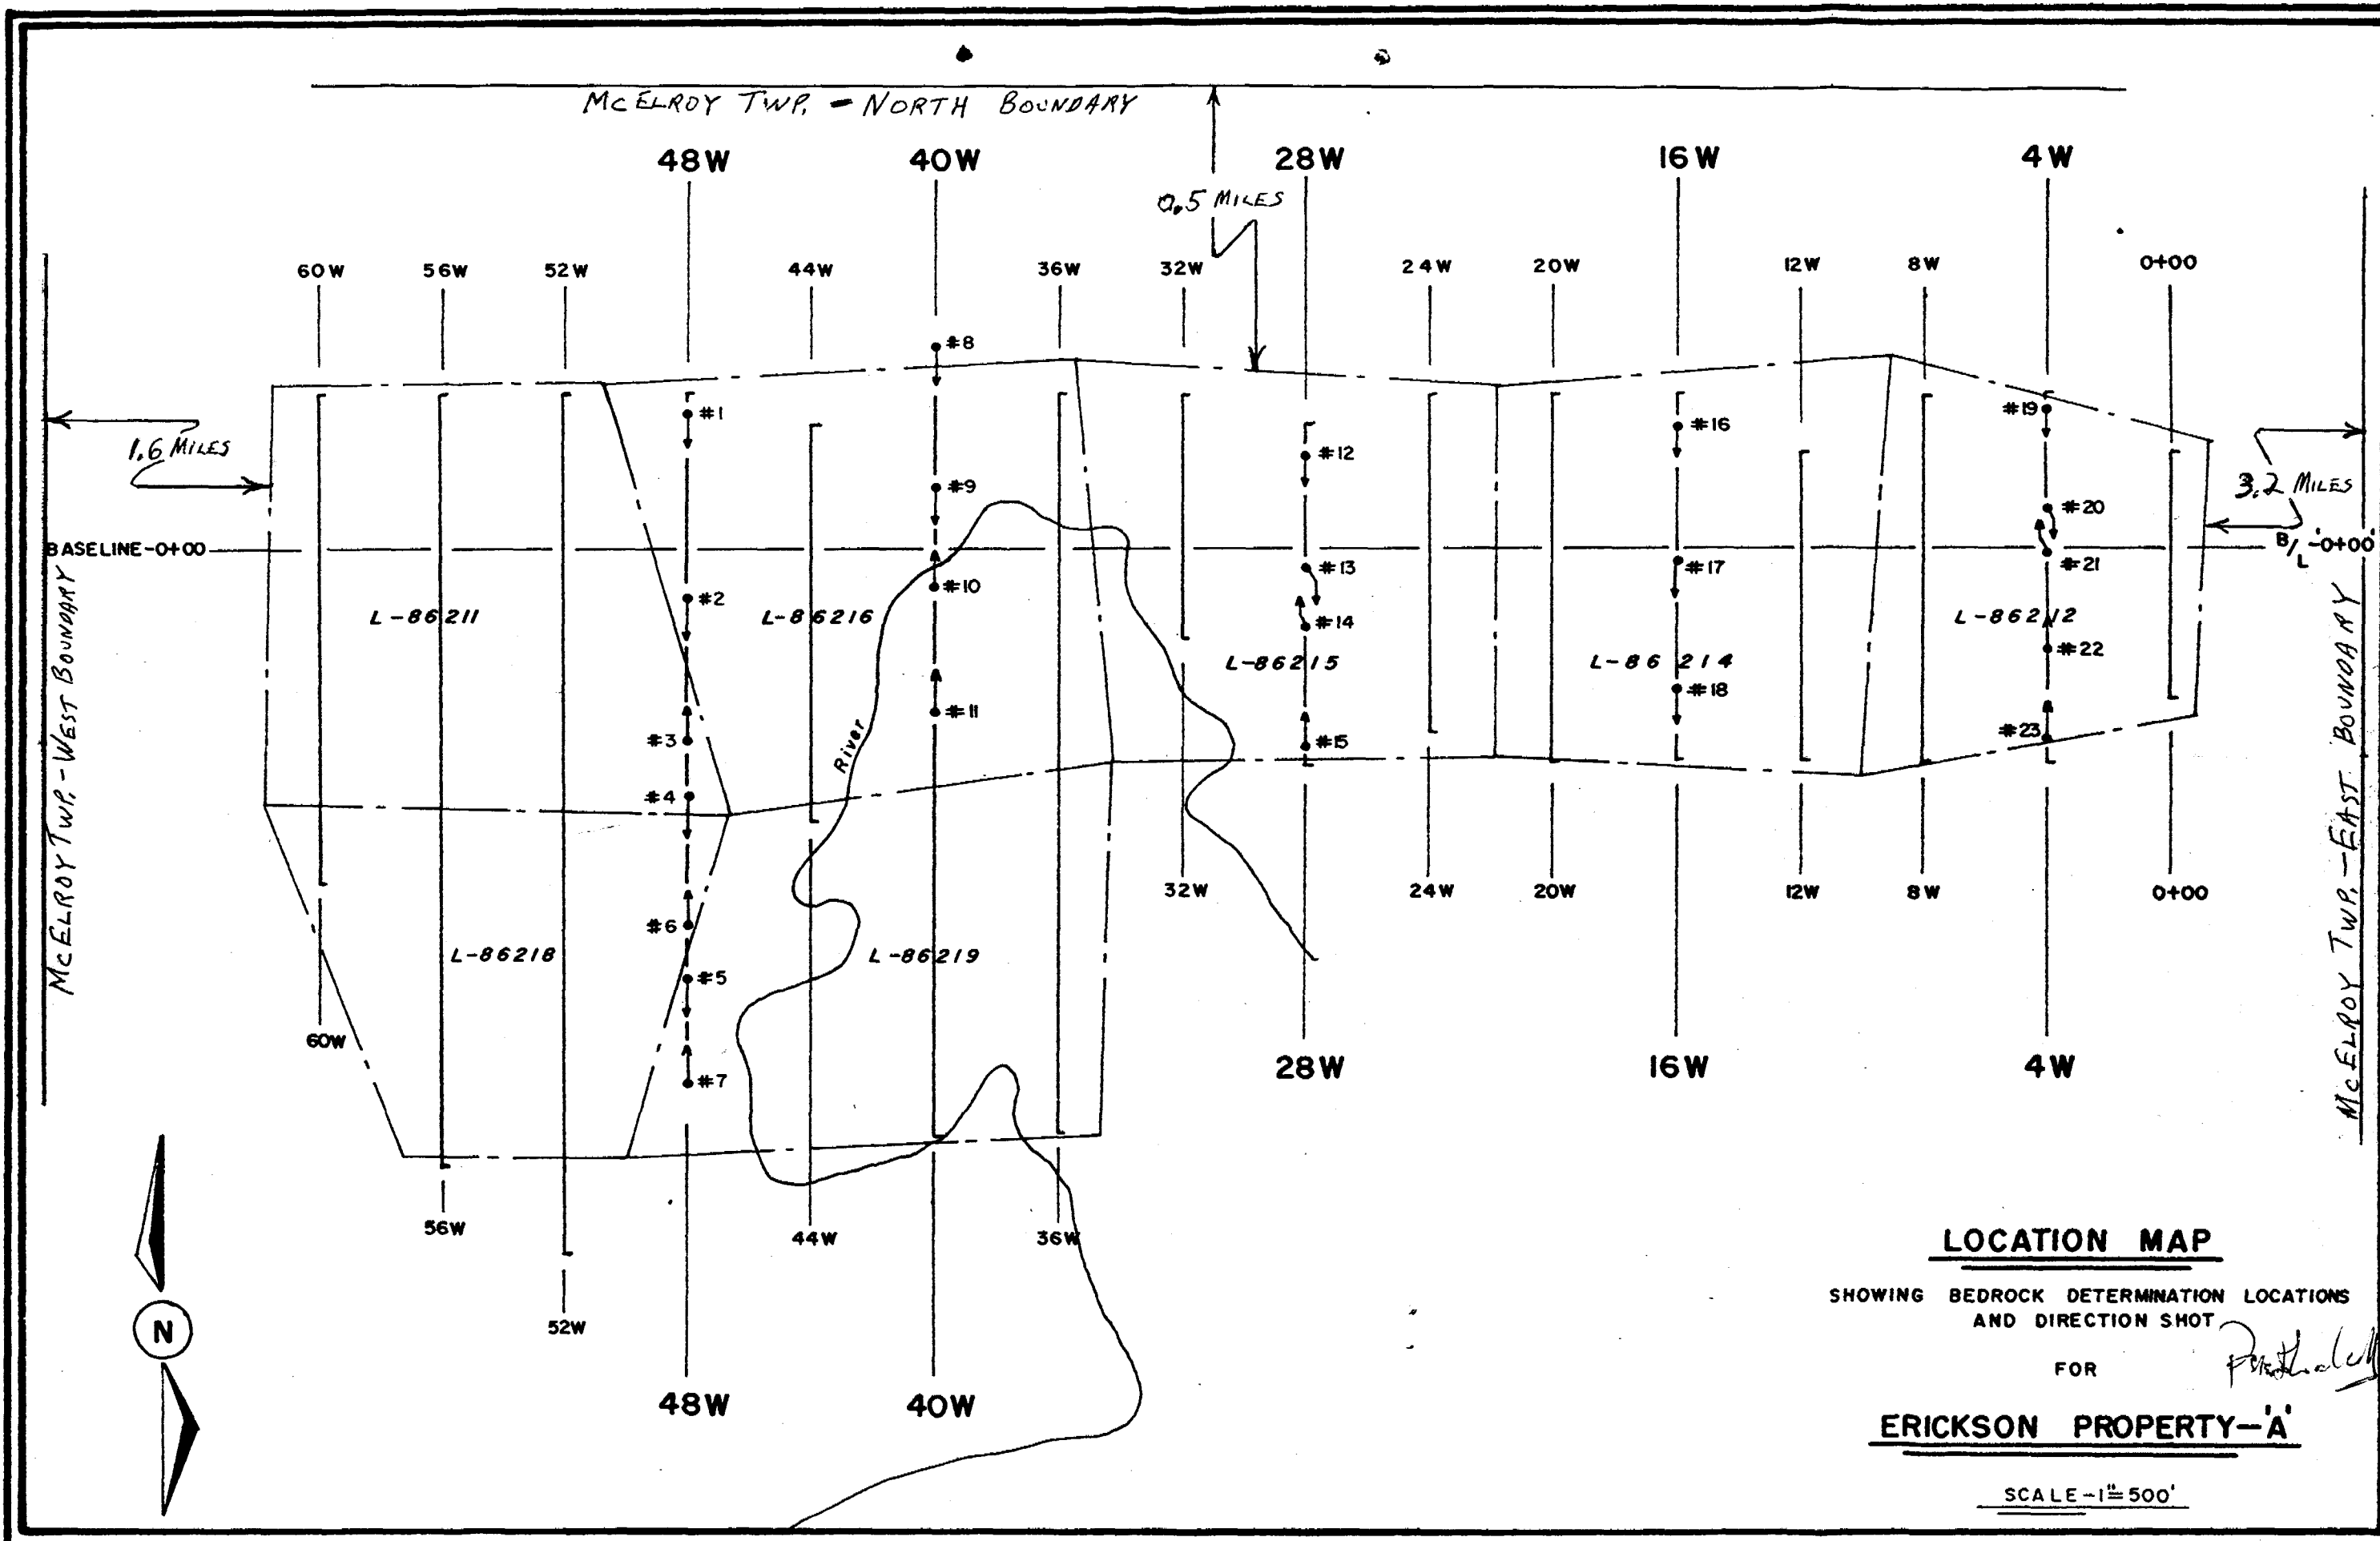 McELROY TWP. - NORTH BOUNDARY
48W 40W 28W 16W 4W
0.5 MILES
60W 56W 52W 44W 36W 32W 24W 20W 12W 8W 0+00
#8
#1 #16 #19
1.6 MILES
#12
#9 3.2 MILES
#20
BASELINE-0+00 B/L-'0+00'
#13 #17 #21
#10
#2 L-86211 L-86216 #14 L-86212
#22
L-86215 L-86214
#18
#11
River
#3 #15 #23
#4
32W 24W 20W 12W 8W 0+00
#6
L-86218 L-86219
#5
McELROY TWP.-WEST BOUNDARY
McELROY TWP.-EAST BOUNDARY
60W
28W 16W 4W
#7
56W 44W 36W
52W
48W 40W
N
LOCATION MAP
SHOWING BEDROCK DETERMINATION LOCATIONS
AND DIRECTION SHOT
FOR
ERICKSON PROPERTY-'A'
SCALE-1"=500'